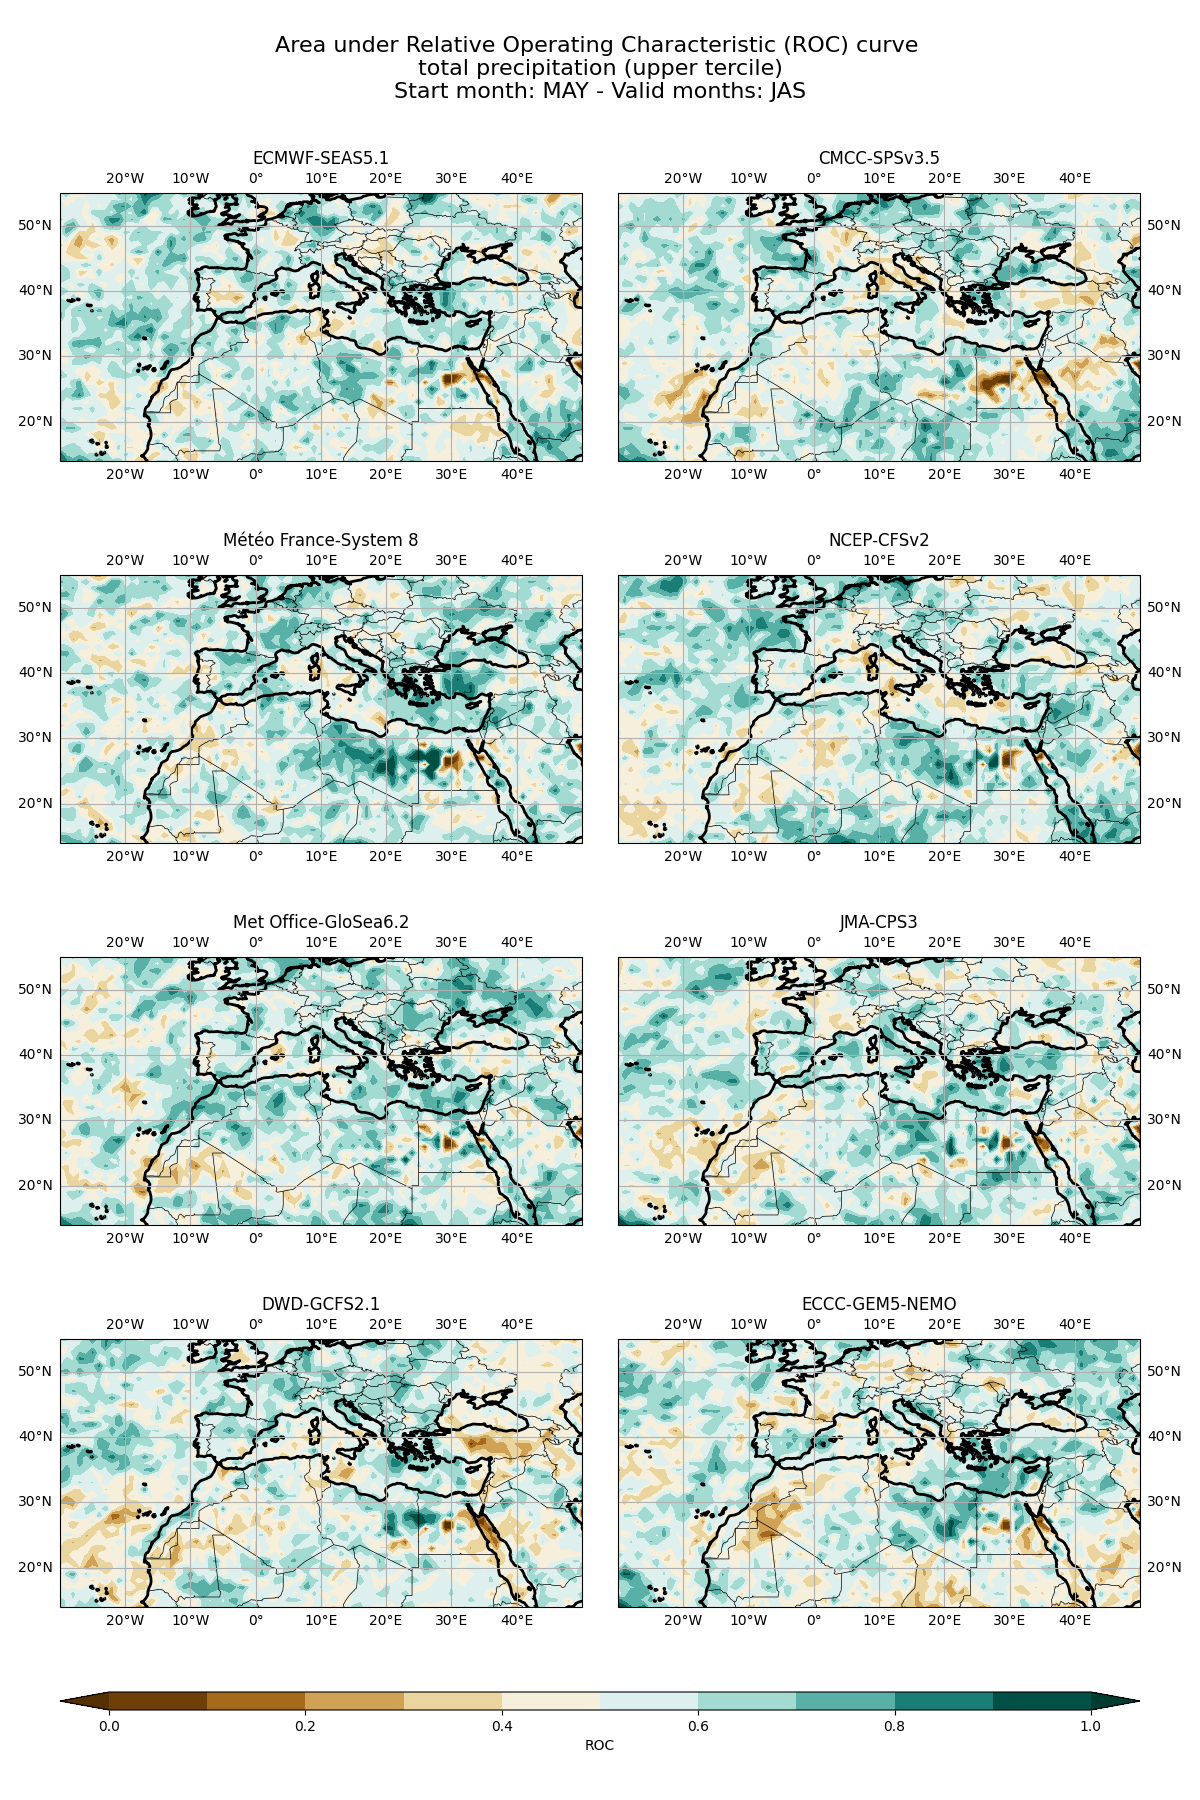 Area under Relative Operating Characteristic (ROC) curve
total precipitation (upper tercile)
Start month: MAY - Valid months: JAS
ECMWF-SEAS5.1 CMCC-SPSv3.5
20°W 10°W 0° 10°E 20°E 30°E 40°E 20°W 10°W 0° 10°E 20°E 30°E 40°E
50°N 50°N
40°N 40°N
30°N 30°N
20°N 20°N
20°W 10°W 0° 10°E 20°E 30°E 40°E 20°W 10°W 0° 10°E 20°E 30°E 40°E
Météo France-System 8 NCEP-CFSv2
20°W 10°W 0° 10°E 20°E 30°E 40°E 20°W 10°W 0° 10°E 20°E 30°E 40°E
50°N 50°N
40°N 40°N
30°N 30°N
20°N 20°N
20°W 10°W 0° 10°E 20°E 30°E 40°E 20°W 10°W 0° 10°E 20°E 30°E 40°E
Met Office-GloSea6.2 JMA-CPS3
20°W 10°W 0° 10°E 20°E 30°E 40°E 20°W 10°W 0° 10°E 20°E 30°E 40°E
50°N 50°N
40°N 40°N
30°N 30°N
20°N 20°N
20°W 10°W 0° 10°E 20°E 30°E 40°E 20°W 10°W 0° 10°E 20°E 30°E 40°E
DWD-GCFS2.1 ECCC-GEM5-NEMO
20°W 10°W 0° 10°E 20°E 30°E 40°E 20°W 10°W 0° 10°E 20°E 30°E 40°E
50°N 50°N
40°N 40°N
30°N 30°N
20°N 20°N
20°W 10°W 0° 10°E 20°E 30°E 40°E 20°W 10°W 0° 10°E 20°E 30°E 40°E
0.0 0.2 0.4 0.6 0.8 1.0
ROC